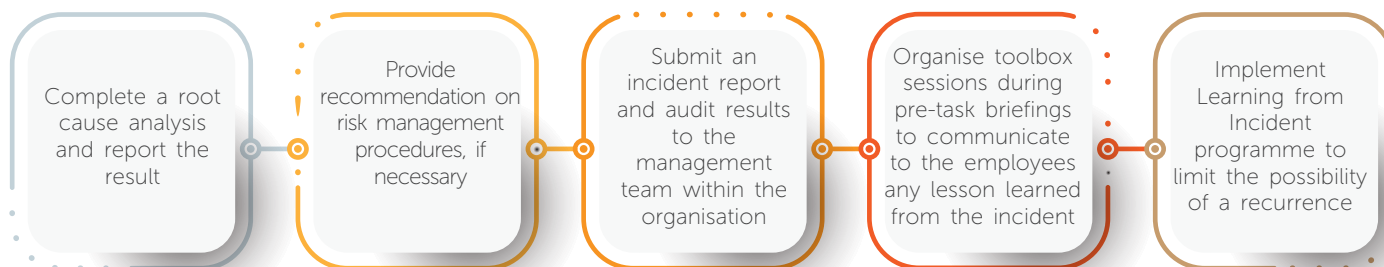 Complete a root
cause analysis
and report the
result
Provide
recommendation on
risk management
procedures, if
necessary
Submit an
incident report
and audit results
to the
management
team within the
organisation
Organise toolbox
sessions during
pre-task briefings
to communicate
to the employees
any lesson learned
from the incident
Implement
Learning from
Incident
programme to
limit the possibility
of a recurrence